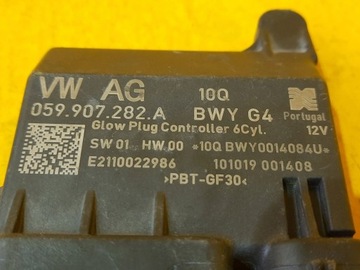 VW AG 10Q
059.907.282.A BWY G4 Portugal
Glow Plug Controller 6Cyl. 12V
SW 01 HW 00 *10Q BWY0014084U*
E2110022986 101019 001408
>PBT-GF30<